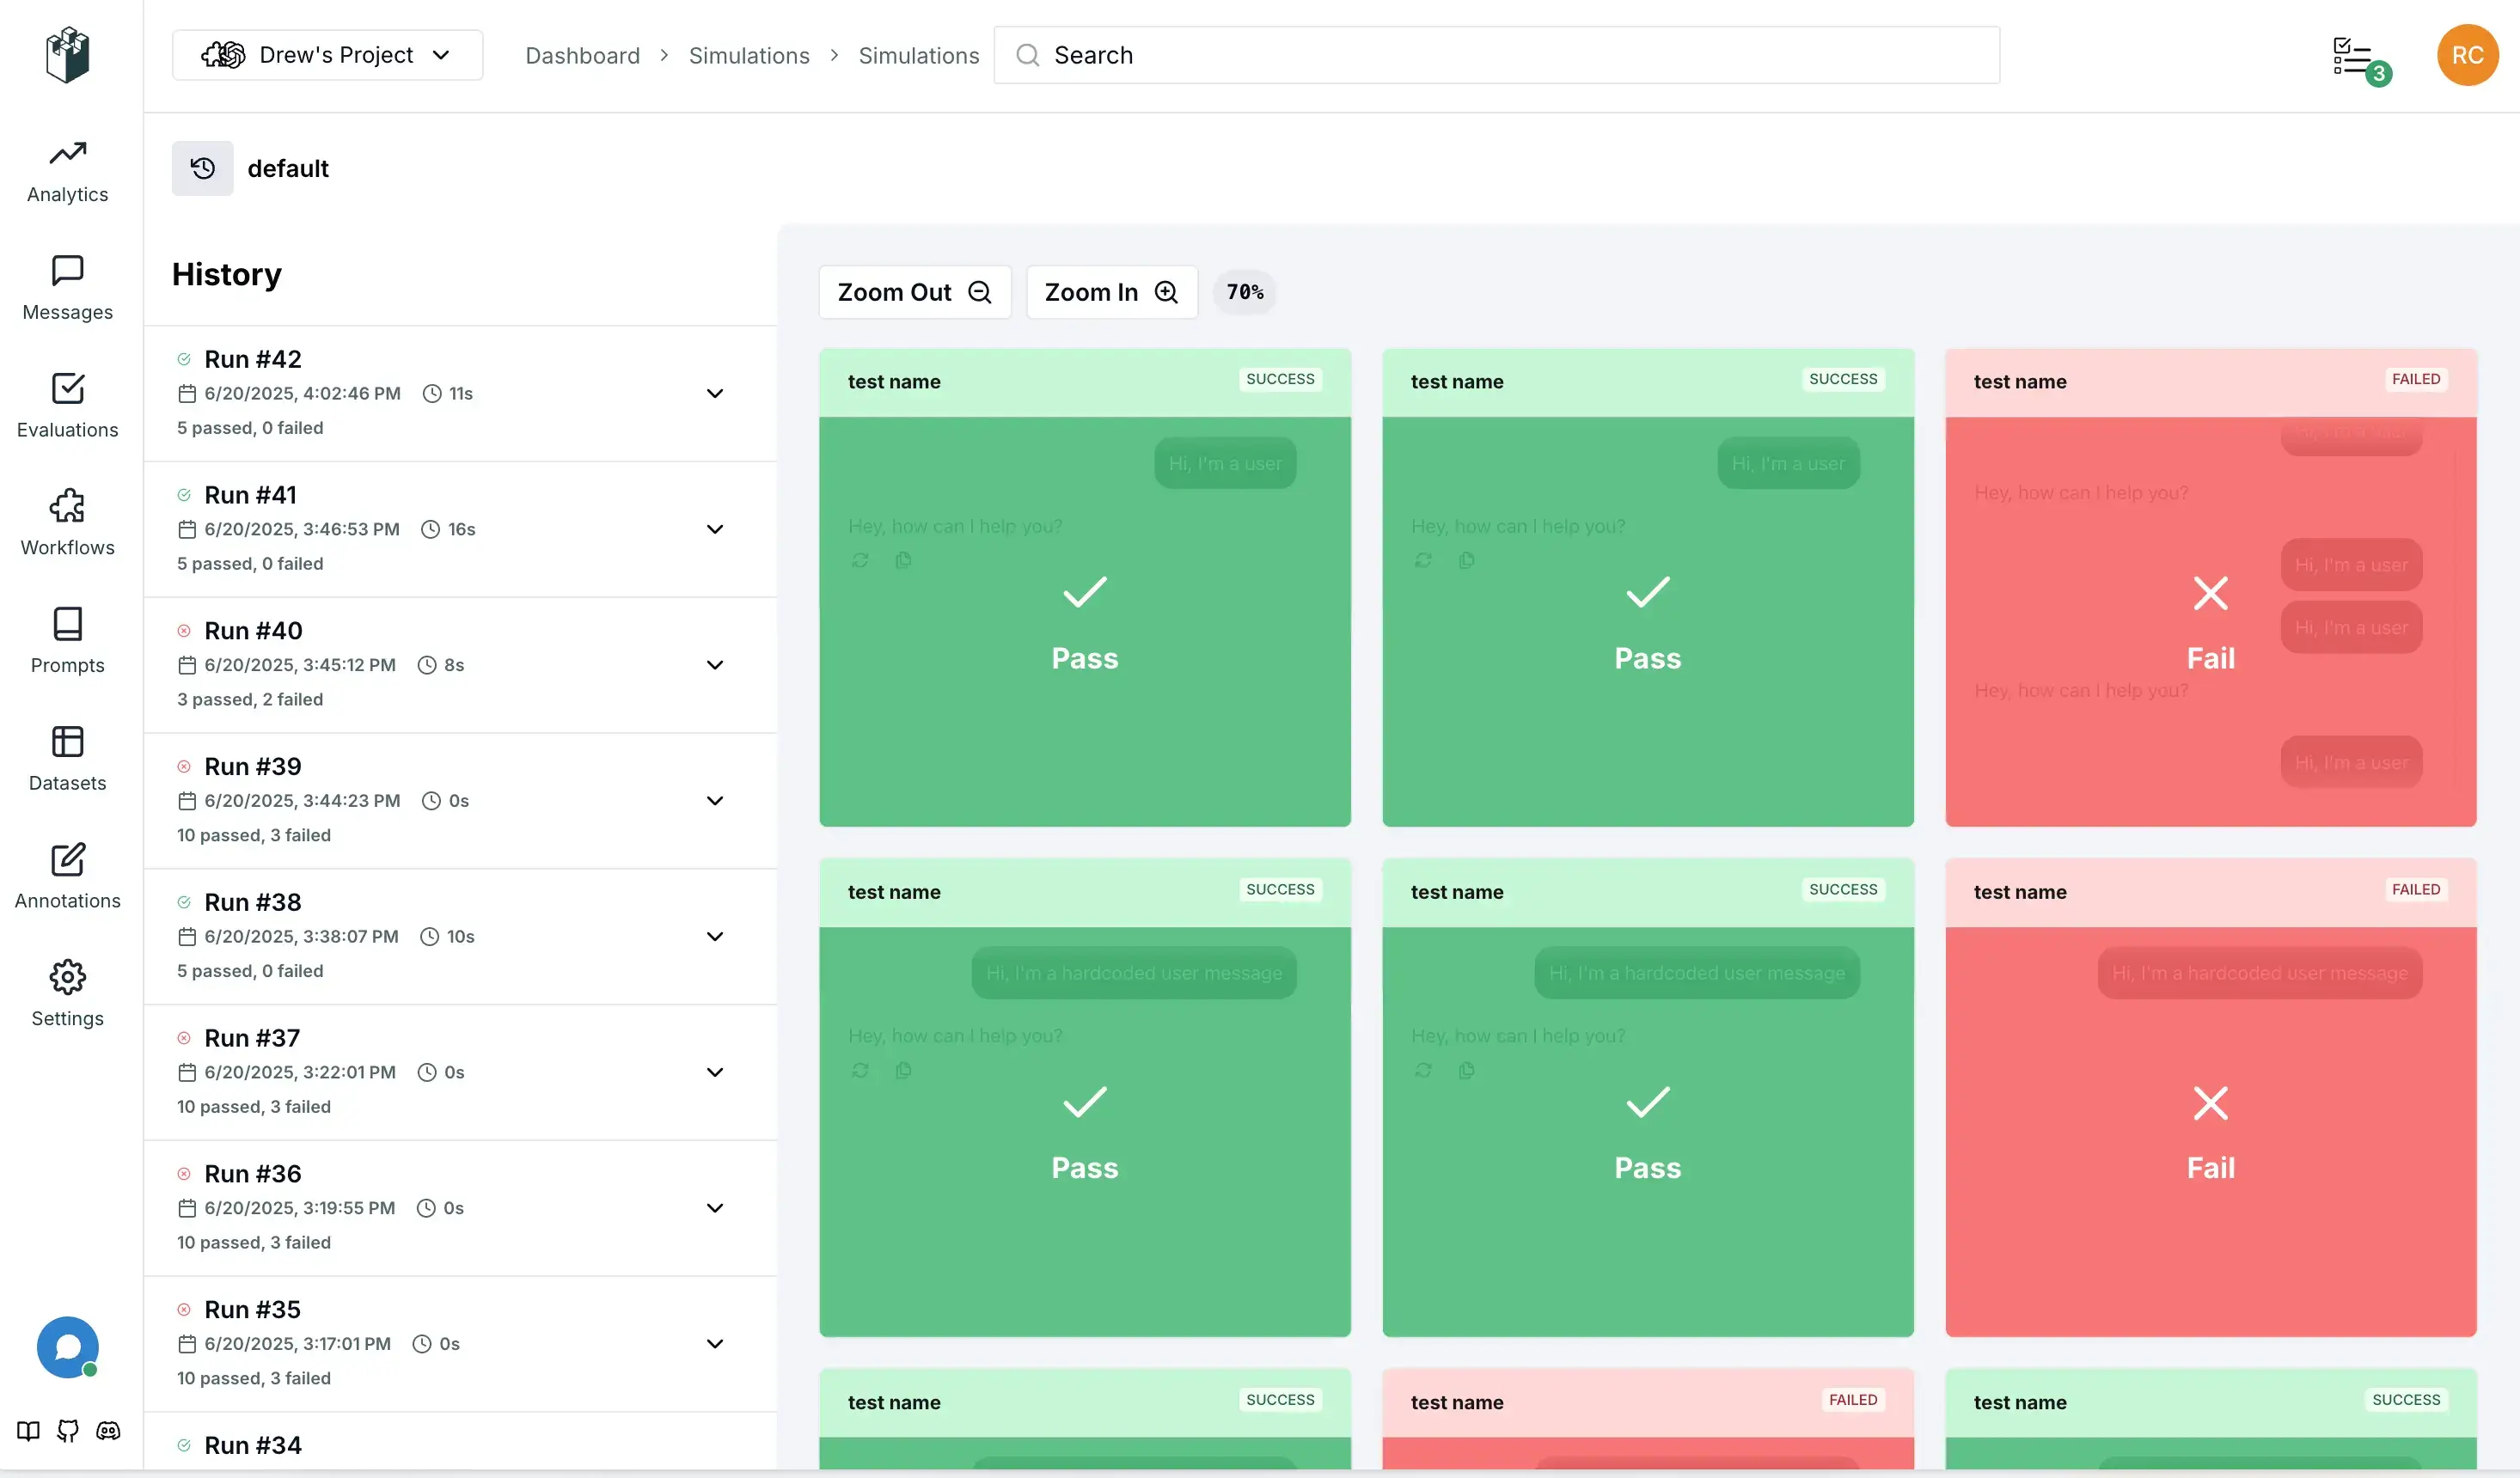 Drew's Project
Dashboard > Simulations > Simulations
Search
3
RC
Analytics
Messages
Evaluations
Workflows
Prompts
Datasets
Annotations
Settings
default
History
Run #42
6/20/2025, 4:02:46 PM 11s
5 passed, 0 failed
Run #41
6/20/2025, 3:46:53 PM 16s
5 passed, 0 failed
Run #40
6/20/2025, 3:45:12 PM 8s
3 passed, 2 failed
Run #39
6/20/2025, 3:44:23 PM 0s
10 passed, 3 failed
Run #38
6/20/2025, 3:38:07 PM 10s
5 passed, 0 failed
Run #37
6/20/2025, 3:22:01 PM 0s
10 passed, 3 failed
Run #36
6/20/2025, 3:19:55 PM 0s
10 passed, 3 failed
Run #35
6/20/2025, 3:17:01 PM 0s
10 passed, 3 failed
Run #34
Zoom Out
Zoom In
70%
test name SUCCESS
Hi, I'm a user
Hey, how can I help you?
Pass
test name SUCCESS
Hi, I'm a user
Hey, how can I help you?
Pass
test name FAILED
Hi, I'm a user
Hey, how can I help you?
Hi, I'm a user
Hi, I'm a user
Fail
Hey, how can I help you?
Hi, I'm a user
test name SUCCESS
Hi, I'm a hardcoded user message
Hey, how can I help you?
Pass
test name SUCCESS
Hi, I'm a hardcoded user message
Hey, how can I help you?
Pass
test name FAILED
Hi, I'm a hardcoded user message
Fail
test name SUCCESS
test name FAILED
test name SUCCESS